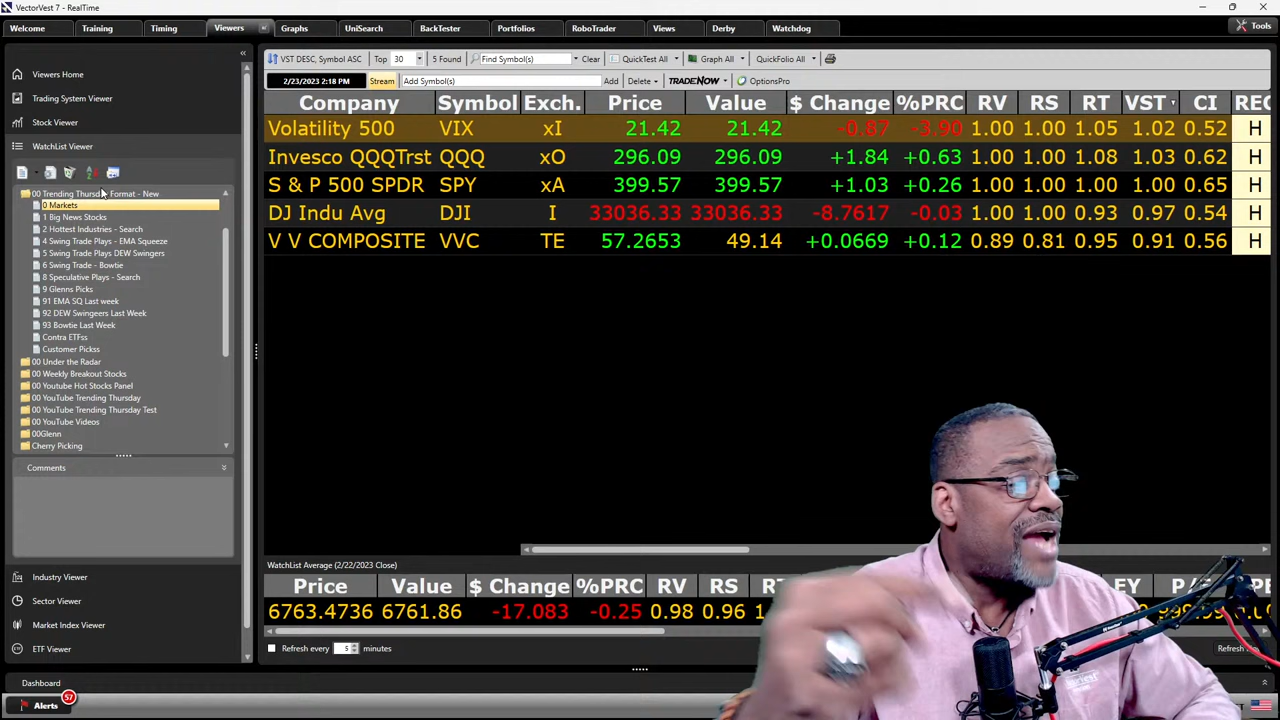 VectorVest 7 - RealTime
Welcome Training Timing Viewers Graphs UniSearch BackTester Portfolios RoboTrader Views Derby Watchdog Tools
VST DESC, Symbol ASC Top 30 5 Found Find Symbol(s) Clear QuickTest All Graph All QuickFolio All
2/23/2023 2:18 PM Stream Add Symbol(s) Add Delete TRADENOW OptionsPro
Viewers Home
Trading System Viewer
Stock Viewer
WatchList Viewer
00 Trending Thursday Format - New
0 Markets
1 Big News Stocks
2 Hottest Industries - Search
4 Swing Trade Plays - EMA Squeeze
5 Swing Trade Plays DEW Swingers
6 Swing Trade - Bowtie
8 Speculative Plays - Search
9 Glenns Picks
91 EMA SQ Last week
92 DEW Swingeers Last Week
93 Bowtie Last Week
Contra ETFss
Customer Pickss
00 Under the Radar
00 Weekly Breakout Stocks
00 Youtube Hot Stocks Panel
00 YouTube Trending Thursday
00 YouTube Trending Thursday Test
00 YouTube Videos
00Glenn
Cherry Picking
Comments
Industry Viewer
Sector Viewer
Market Index Viewer
ETF Viewer
Company Symbol Exch. Price Value $ Change %PRC RV RS RT VST CI REC
Volatility 500 VIX xI 21.42 21.42 -0.87 -3.90 1.00 1.00 1.05 1.02 0.52 H
Invesco QQQTrst QQQ xO 296.09 296.09 +1.84 +0.63 1.00 1.00 1.08 1.03 0.62 H
S & P 500 SPDR SPY xA 399.57 399.57 +1.03 +0.26 1.00 1.00 1.01 1.00 0.65 H
DJ Indu Avg DJI I 33036.33 33036.33 -8.7617 -0.03 1.00 1.00 0.93 0.97 0.54 H
V V COMPOSITE VVC TE 57.2653 49.14 +0.0669 +0.12 0.89 0.81 0.95 0.91 0.56 H
WatchList Average (2/22/2023 Close)
Price Value $ Change %PRC RV RS RT
6763.4736 6761.86 -17.083 -0.25 0.98 0.96
Refresh every 5 minutes
Refresh
Dashboard
Alerts 57